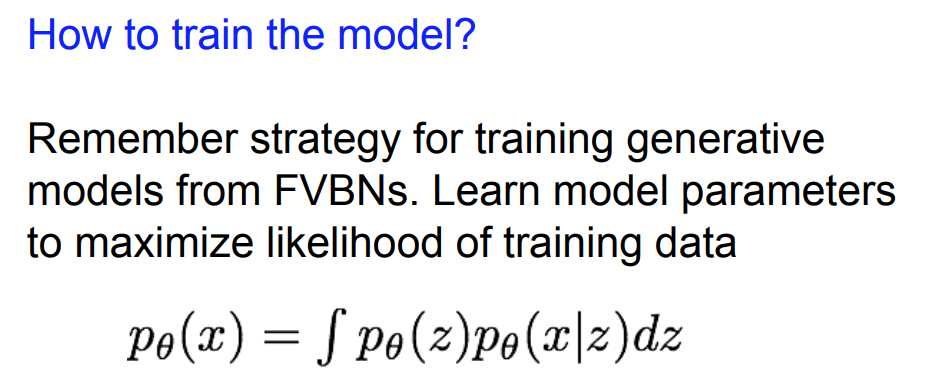 How to train the model?
Remember strategy for training generative
models from FVBNs. Learn model parameters
to maximize likelihood of training data
pθ(x) = ∫ pθ(z)pθ(x|z)dz